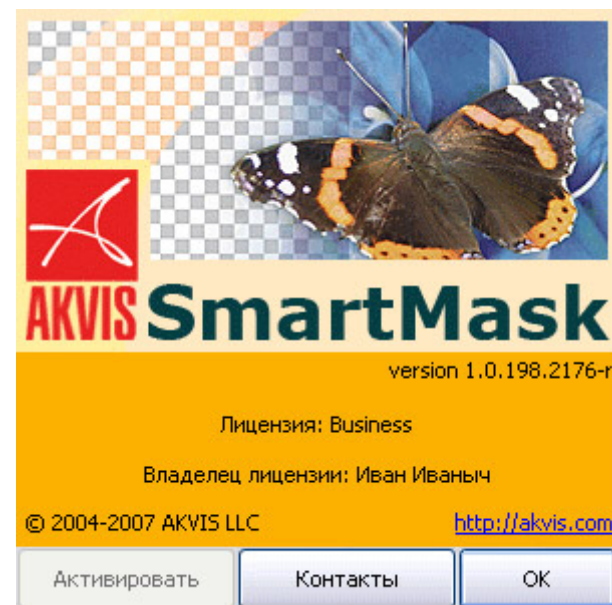 AKVIS SmartMask
version 1.0.198.2176-r
Лицензия: Business
Владелец лицензии: Иван Иваныч
© 2004-2007 AKVIS LLC http://akvis.com
Активировать Контакты OK